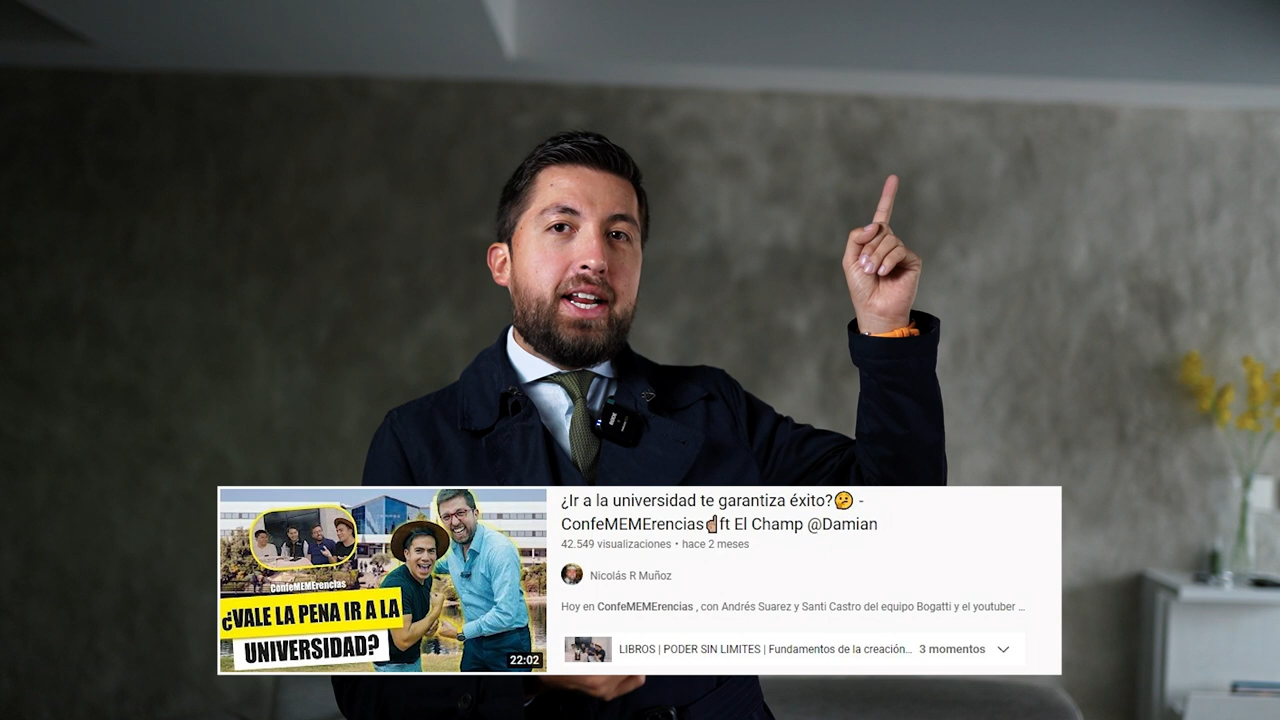 ¿Ir a la universidad te garantiza éxito?🫤 -
ConfeMEMErencias☝🏽ft El Champ @Damian
42.549 visualizaciones • hace 2 meses
Nicolás R Muñoz
Hoy en ConfeMEMErencias , con Andrés Suarez y Santi Castro del equipo Bogatti y el youtuber ...
LIBROS | PODER SIN LIMITES | Fundamentos de la creación... 3 momentos
ConfeMEMErencias
¿VALE LA PENA IR A LA
UNIVERSIDAD?
22:02